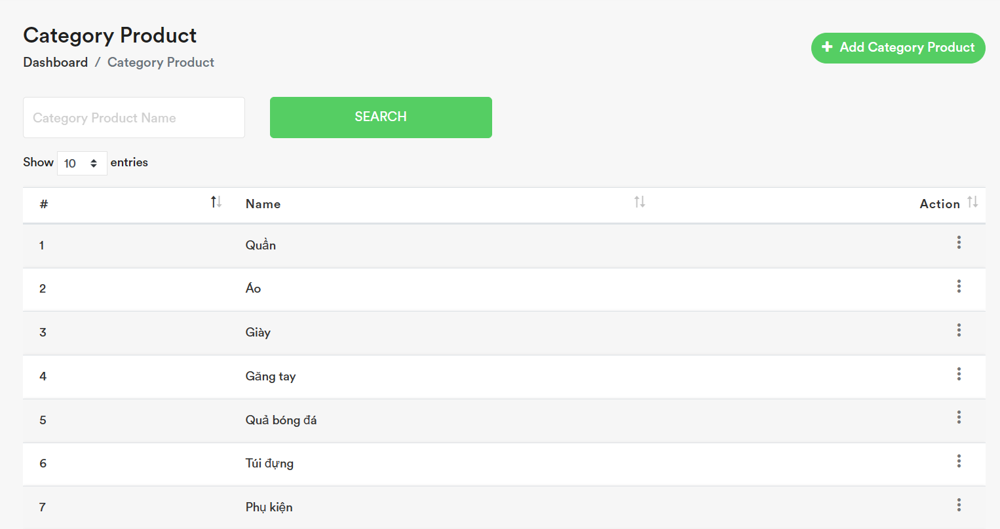 Category Product
Dashboard / Category Product
+ Add Category Product
Category Product Name
SEARCH
Show 10 entries
# Name Action
1 Quần
2 Áo
3 Giày
4 Găng tay
5 Quả bóng đá
6 Túi đựng
7 Phụ kiện